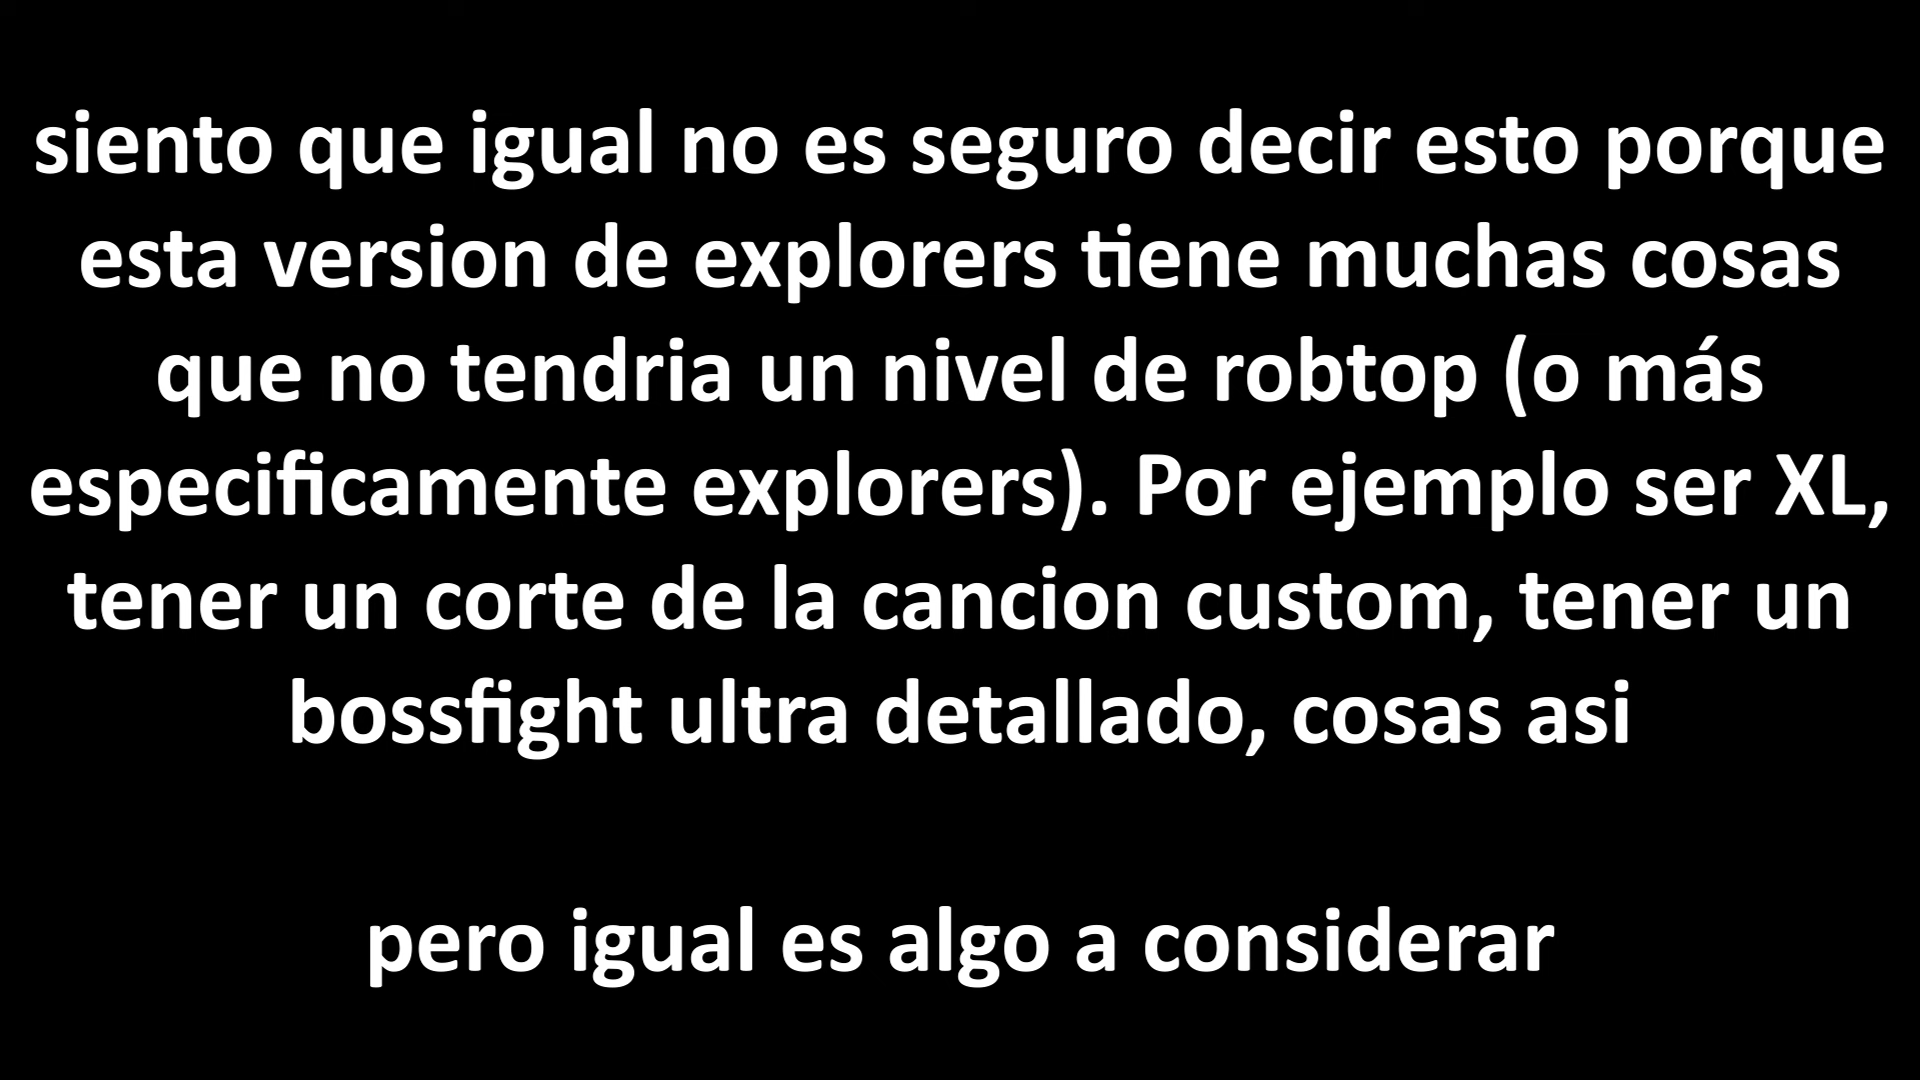 siento que igual no es seguro decir esto porque
esta version de explorers tiene muchas cosas
que no tendria un nivel de robtop (o más
especificamente explorers). Por ejemplo ser XL,
tener un corte de la cancion custom, tener un
bossfight ultra detallado, cosas asi
pero igual es algo a considerar